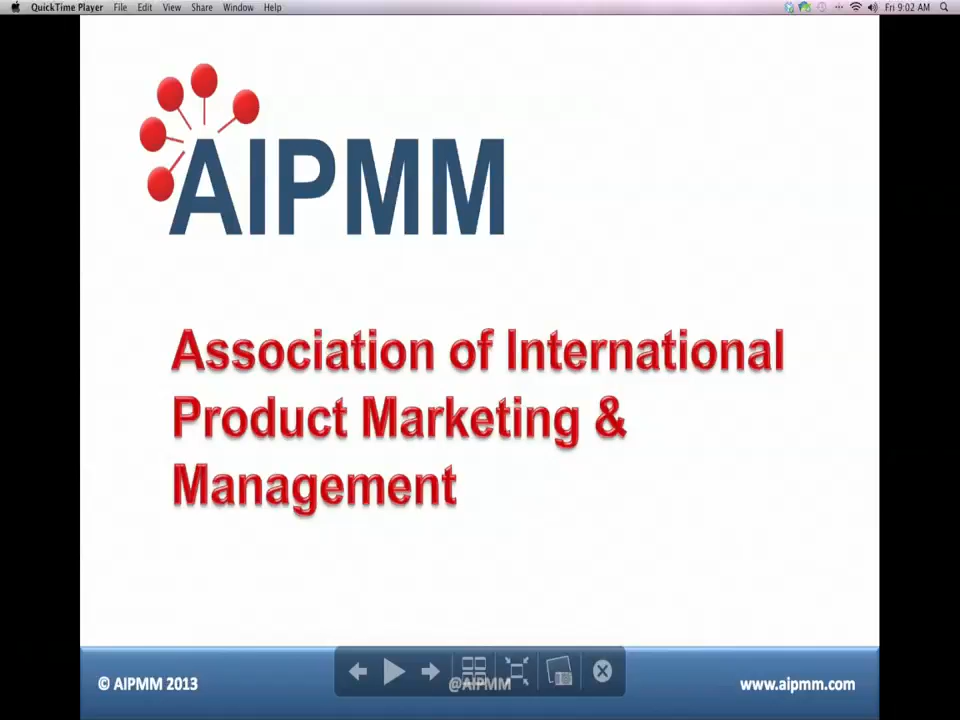 QuickTime Player File Edit View Share Window Help Fri 9:02 AM
AIPMM
Association of International
Product Marketing &
Management
© AIPMM 2013 @AIPMM www.aipmm.com